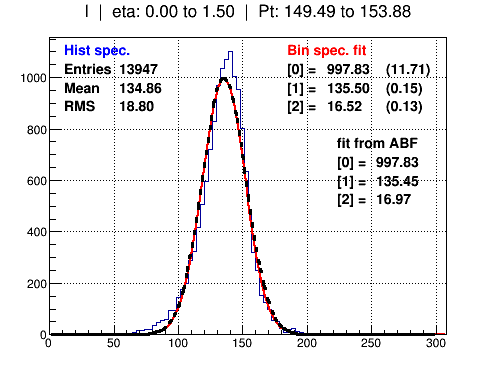 I | eta: 0.00 to 1.50 | Pt: 149.49 to 153.88
Hist spec.
Entries 13947
Mean 134.86
RMS 18.80
Bin spec. fit
[0] = 997.83 (11.71)
[1] = 135.50 (0.15)
[2] = 16.52 (0.13)
fit from ABF
[0] = 997.83
[1] = 135.45
[2] = 16.97
1000
800
600
400
200
0
0 50 100 150 200 250 300